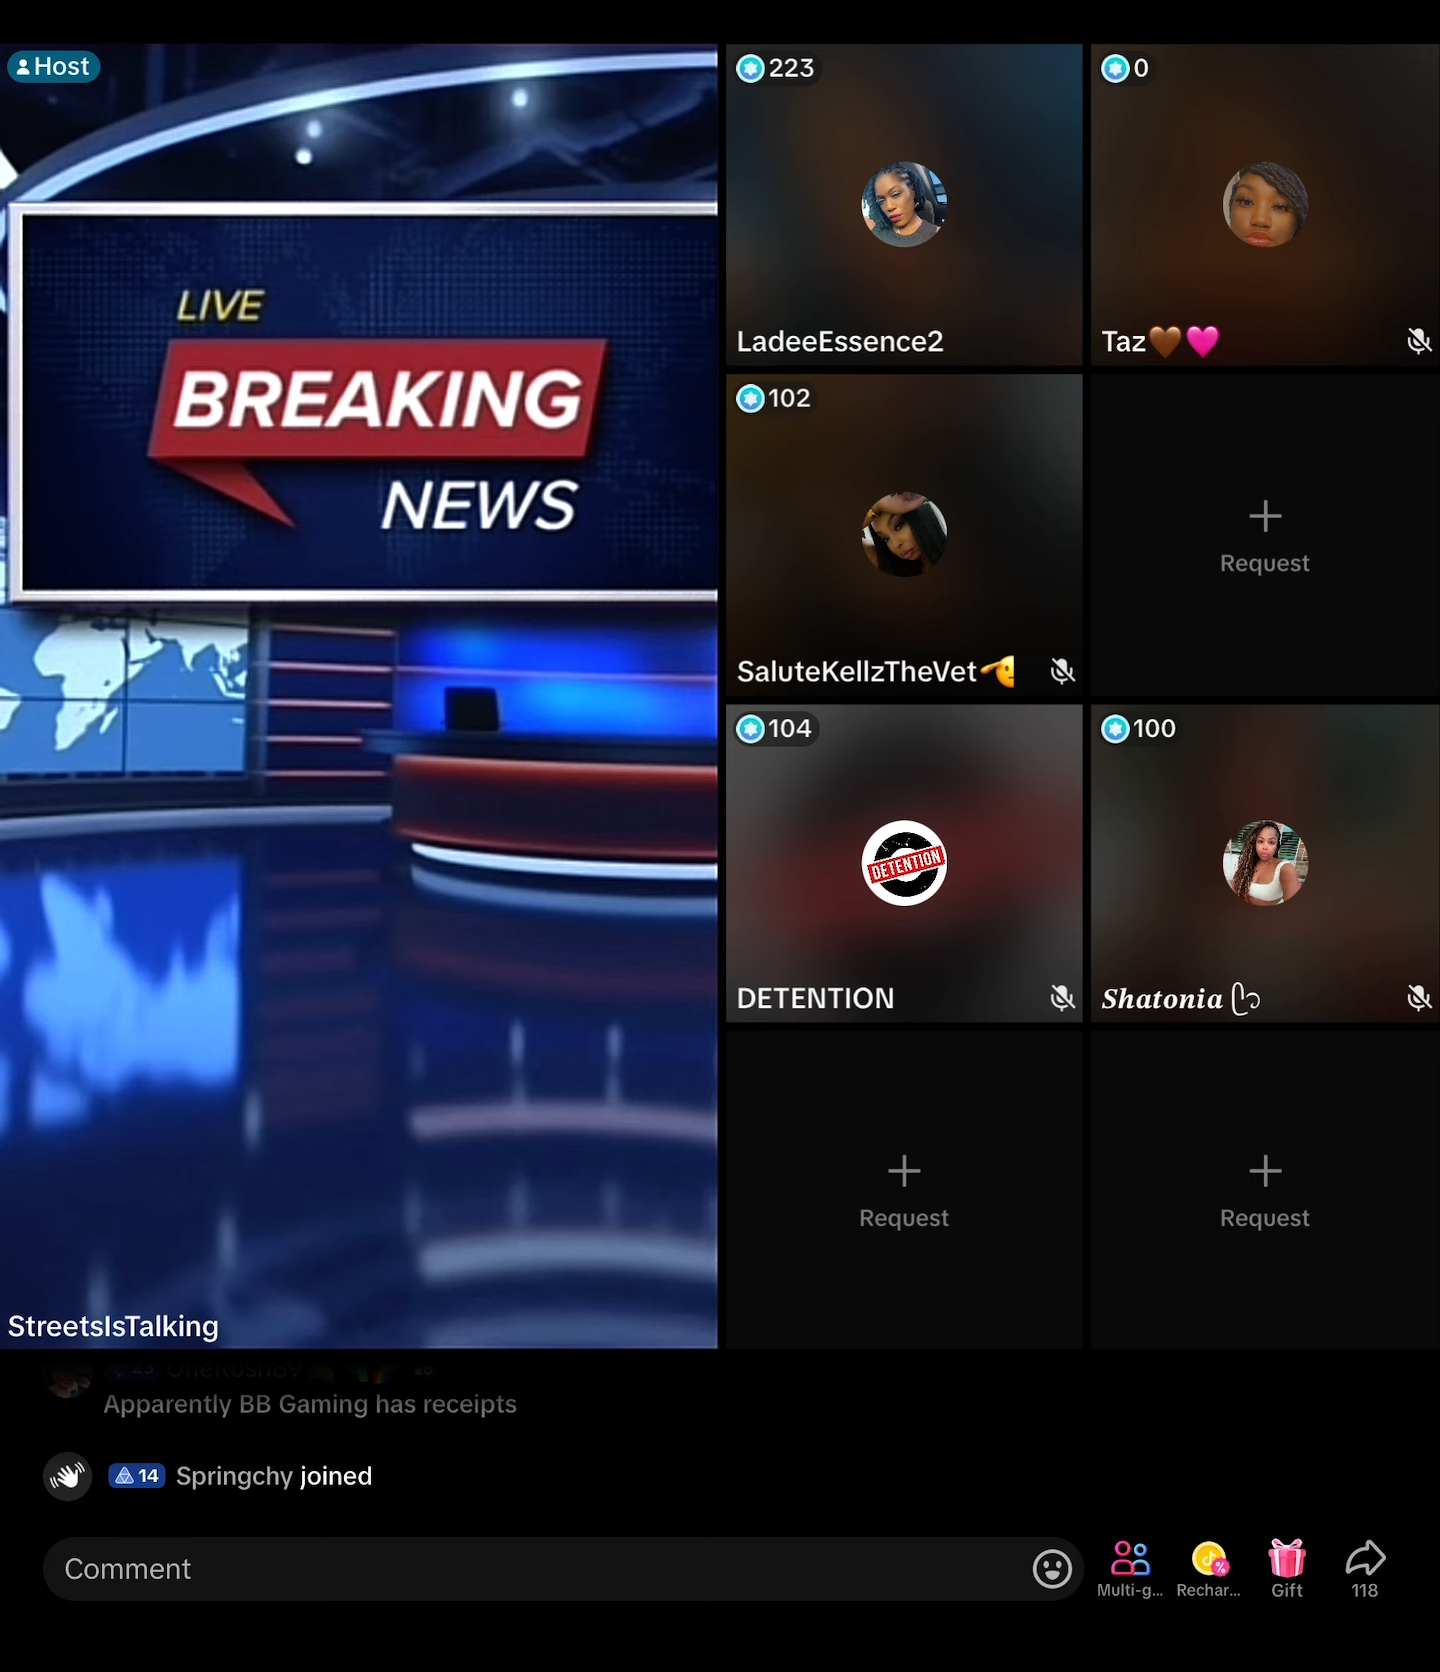 Host
LIVE
BREAKING
NEWS
StreetsIsTalking
223
LadeeEssence2
0
Taz🤎🩷
102
SaluteKellzTheVet
Request
104
DETENTION
DETENTION
100
Shatonia
Request
Request
OneRush89
Apparently BB Gaming has receipts
14 Springchy joined
Comment
Multi-g...
Rechar...
Gift
118